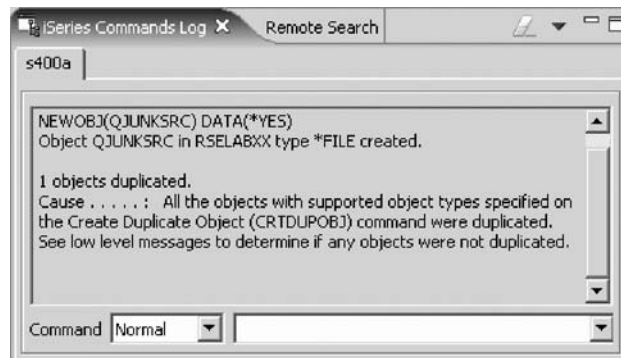 iSeries Commands Log
Remote Search
s400a
NEWOBJ(QJUNKSRC) DATA(*YES)
Object QJUNKSRC in RSELABXX type *FILE created.
1 objects duplicated.
Cause . . . . . : All the objects with supported object types specified on
the Create Duplicate Object (CRTDUPOBJ) command were duplicated.
See low level messages to determine if any objects were not duplicated.
Command Normal